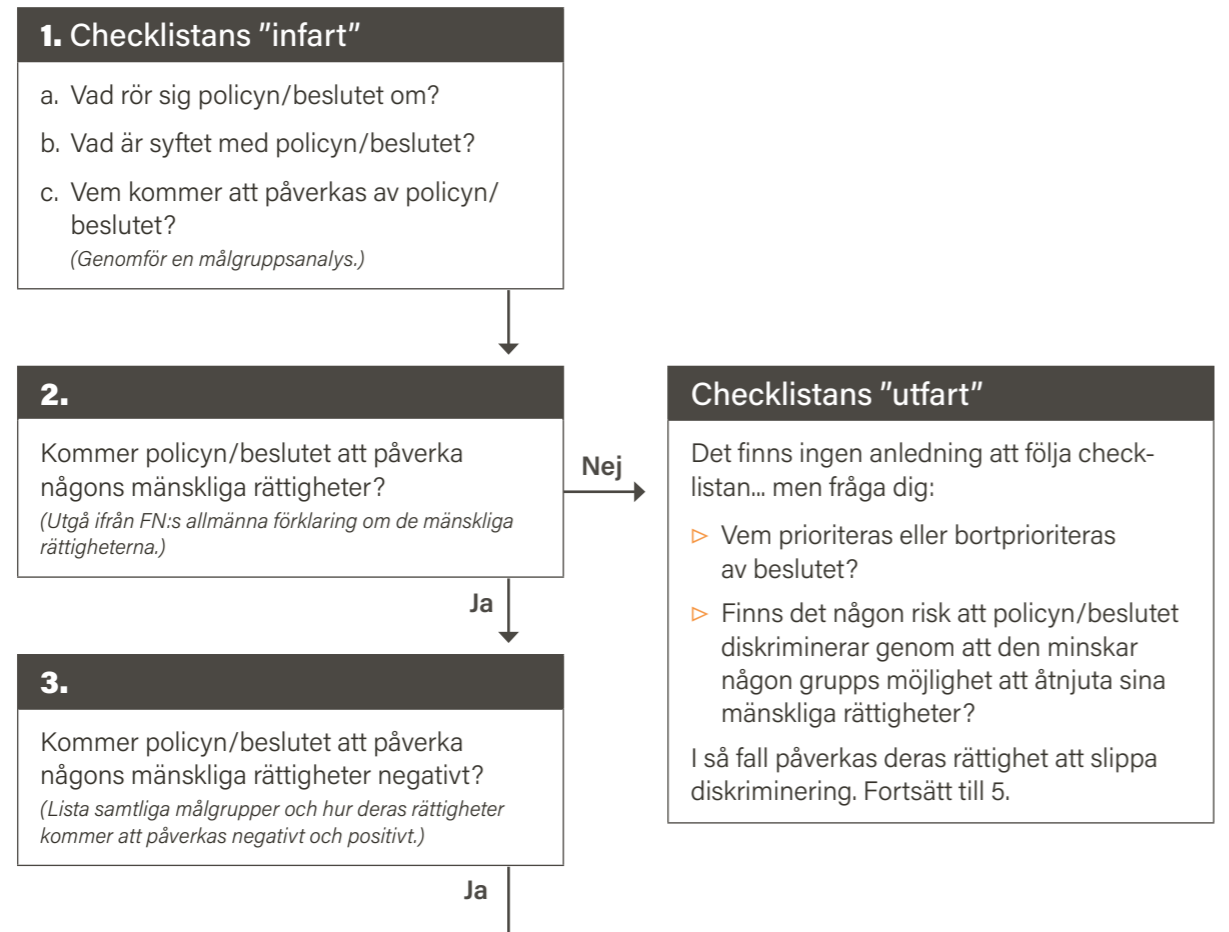 1. Checklistans "infart"
a. Vad rör sig policyn/beslutet om?
b. Vad är syftet med policyn/beslutet?
c. Vem kommer att påverkas av policyn/
beslutet?
(Genomför en målgruppsanalys.)
2.
Kommer policyn/beslutet att påverka
någons mänskliga rättigheter?
(Utgå ifrån FN:s allmänna förklaring om de mänskliga
rättigheterna.)
Nej
Checklistans "utfart"
Det finns ingen anledning att följa check-
listan... men fråga dig:
▷ Vem prioriteras eller bortprioriteras
av beslutet?
▷ Finns det någon risk att policyn/beslutet
diskriminerar genom att den minskar
någon grupps möjlighet att åtnjuta sina
mänskliga rättigheter?
I så fall påverkas deras rättighet att slippa
diskriminering. Fortsätt till 5.
Ja
3.
Kommer policyn/beslutet att påverka
någons mänskliga rättigheter negativt?
(Lista samtliga målgrupper och hur deras rättigheter
kommer att påverkas negativt och positivt.)
Ja